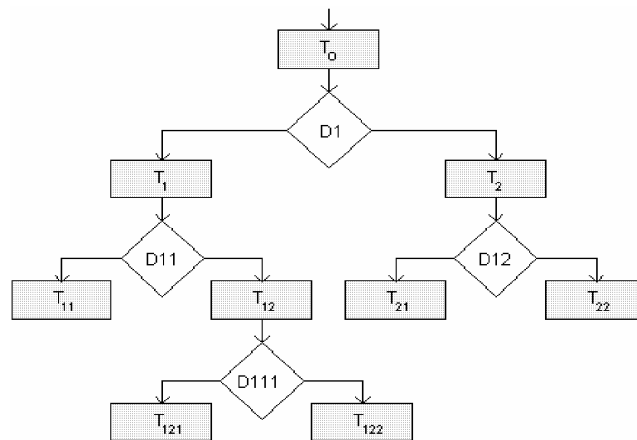 T₀
D1
T₁
T₂
D11
D12
T₁₁
T₁₂
T₂₁
T₂₂
D111
T₁₂₁
T₁₂₂